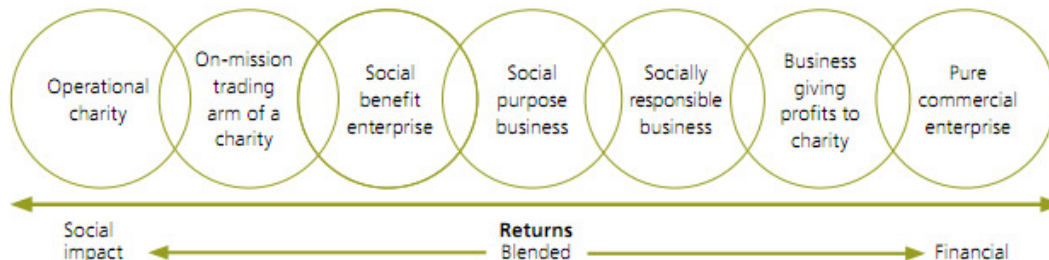 Operational
charity
On-mission
trading
arm of a
charity
Social
benefit
enterprise
Social
purpose
business
Socially
responsible
business
Business
giving
profits to
charity
Pure
commercial
enterprise
Returns
Social
impact
Blended
Financial